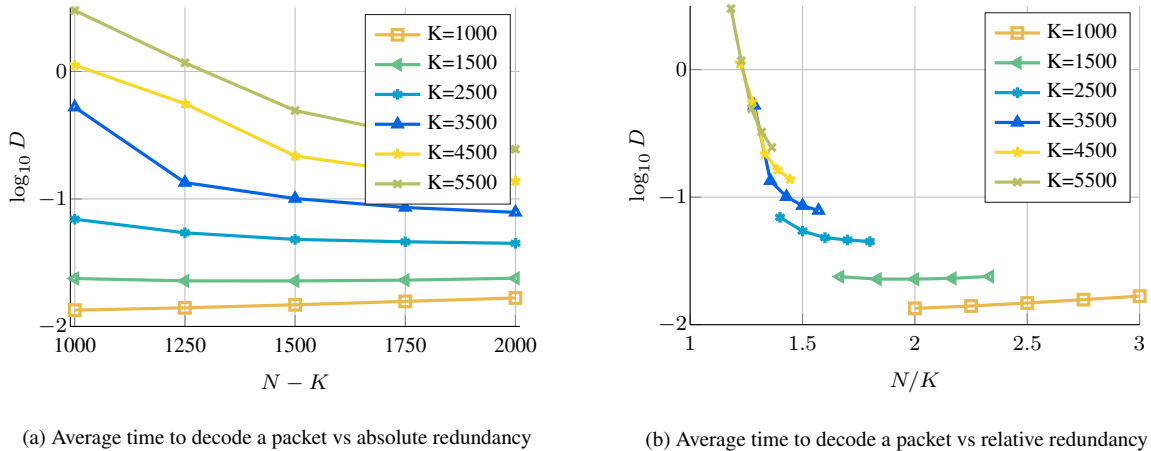 K=1000
K=1500
K=2500
K=3500
K=4500
K=5500
0
−1
−2
log₁₀ D
1000 1250 1500 1750 2000
N − K
(a) Average time to decode a packet vs absolute redundancy
K=1000
K=1500
K=2500
K=3500
K=4500
K=5500
0
−1
−2
log₁₀ D
1 1.5 2 2.5 3
N/K
(b) Average time to decode a packet vs relative redundancy